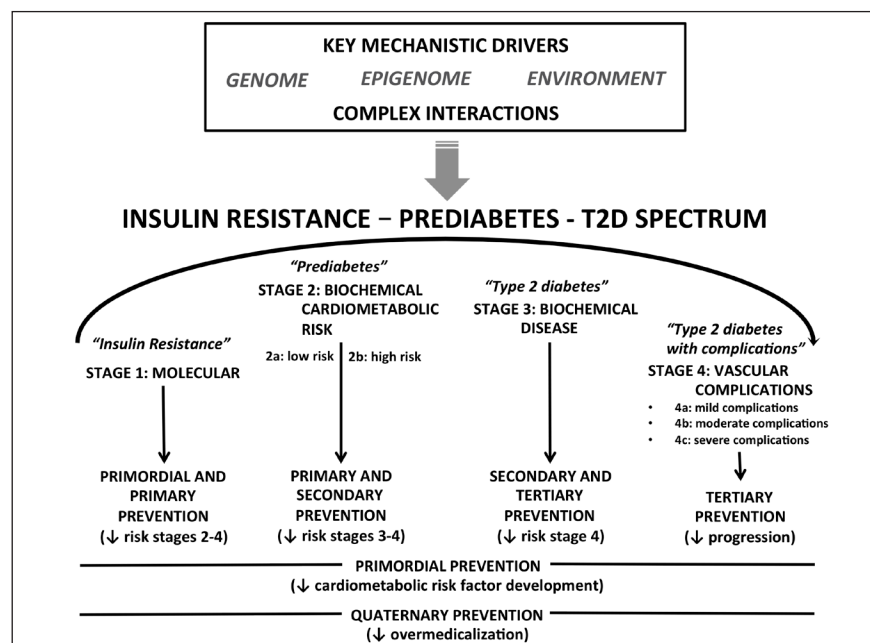 KEY MECHANISTIC DRIVERS
GENOME EPIGENOME ENVIRONMENT
COMPLEX INTERACTIONS
INSULIN RESISTANCE – PREDIABETES - T2D SPECTRUM
“Insulin Resistance”
STAGE 1: MOLECULAR
PRIMORDIAL AND
PRIMARY
PREVENTION
(↓ risk stages 2-4)
“Prediabetes”
STAGE 2: BIOCHEMICAL
CARDIOMETABOLIC
RISK
2a: low risk 2b: high risk
PRIMARY AND
SECONDARY
PREVENTION
(↓ risk stages 3-4)
“Type 2 diabetes”
STAGE 3: BIOCHEMICAL
DISEASE
SECONDARY AND
TERTIARY
PREVENTION
(↓ risk stage 4)
“Type 2 diabetes
with complications”
STAGE 4: VASCULAR
COMPLICATIONS
• 4a: mild complications
• 4b: moderate complications
• 4c: severe complications
TERTIARY
PREVENTION
(↓ progression)
PRIMORDIAL PREVENTION
(↓ cardiometabolic risk factor development)
QUATERNARY PREVENTION
(↓ overmedicalization)